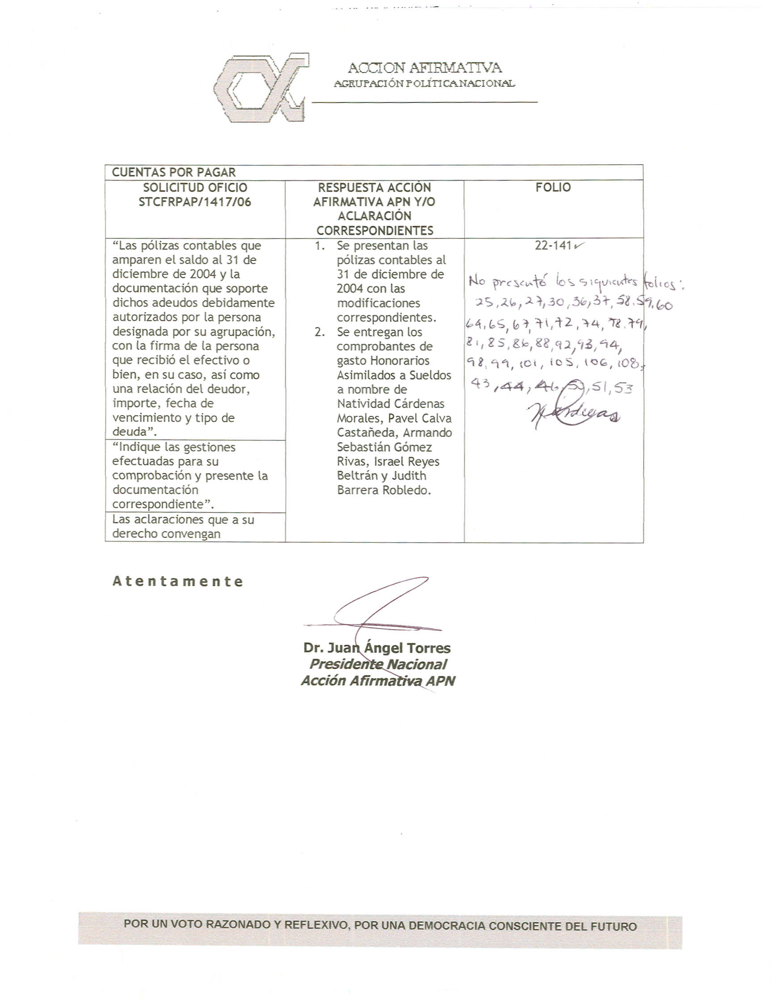 ACCION AFIRMATIVA
AGRUPACIÓN POLÍTICA NACIONAL
CUENTAS POR PAGAR
SOLICITUD OFICIO
STCFRPAP/1417/06
RESPUESTA ACCIÓN
AFIRMATIVA APN Y/O
ACLARACIÓN
CORRESPONDIENTES
FOLIO
“Las pólizas contables que
amparen el saldo al 31 de
diciembre de 2004 y la
documentación que soporte
dichos adeudos debidamente
autorizados por la persona
designada por su agrupación,
con la firma de la persona
que recibió el efectivo o
bien, en su caso, así como
una relación del deudor,
importe, fecha de
vencimiento y tipo de
deuda”.
“Indique las gestiones
efectuadas para su
comprobación y presente la
documentación
correspondiente”.
Las aclaraciones que a su
derecho convengan
1. Se presentan las
pólizas contables al
31 de diciembre de
2004 con las
modificaciones
correspondientes.
2. Se entregan los
comprobantes de
gasto Honorarios
Asimilados a Sueldos
a nombre de
Natividad Cárdenas
Morales, Pavel Calva
Castañeda, Armando
Sebastián Gómez
Rivas, Israel Reyes
Beltrán y Judith
Barrera Robledo.
22-141✓
No presentó los siguientes folios:
25,26,27,30,36,37,58,59,60
64,65,67,71,72,74,78,79,
81,85,86,88,92,93,94,
98,99,101,105,106,108,
43,44,46,50,51,53
Atentamente
Dr. Juan Ángel Torres
Presidente Nacional
Acción Afirmativa APN
POR UN VOTO RAZONADO Y REFLEXIVO, POR UNA DEMOCRACIA CONSCIENTE DEL FUTURO